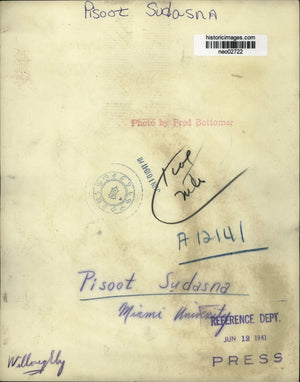 Pisoot Sudasna
historicimages.com
neo02722
Photo by Fred Bottomer
A12141
Pisoot Sudasna
Miami University
REFERENCE DEPT.
JUN 12 1941
PRESS
Willoughby